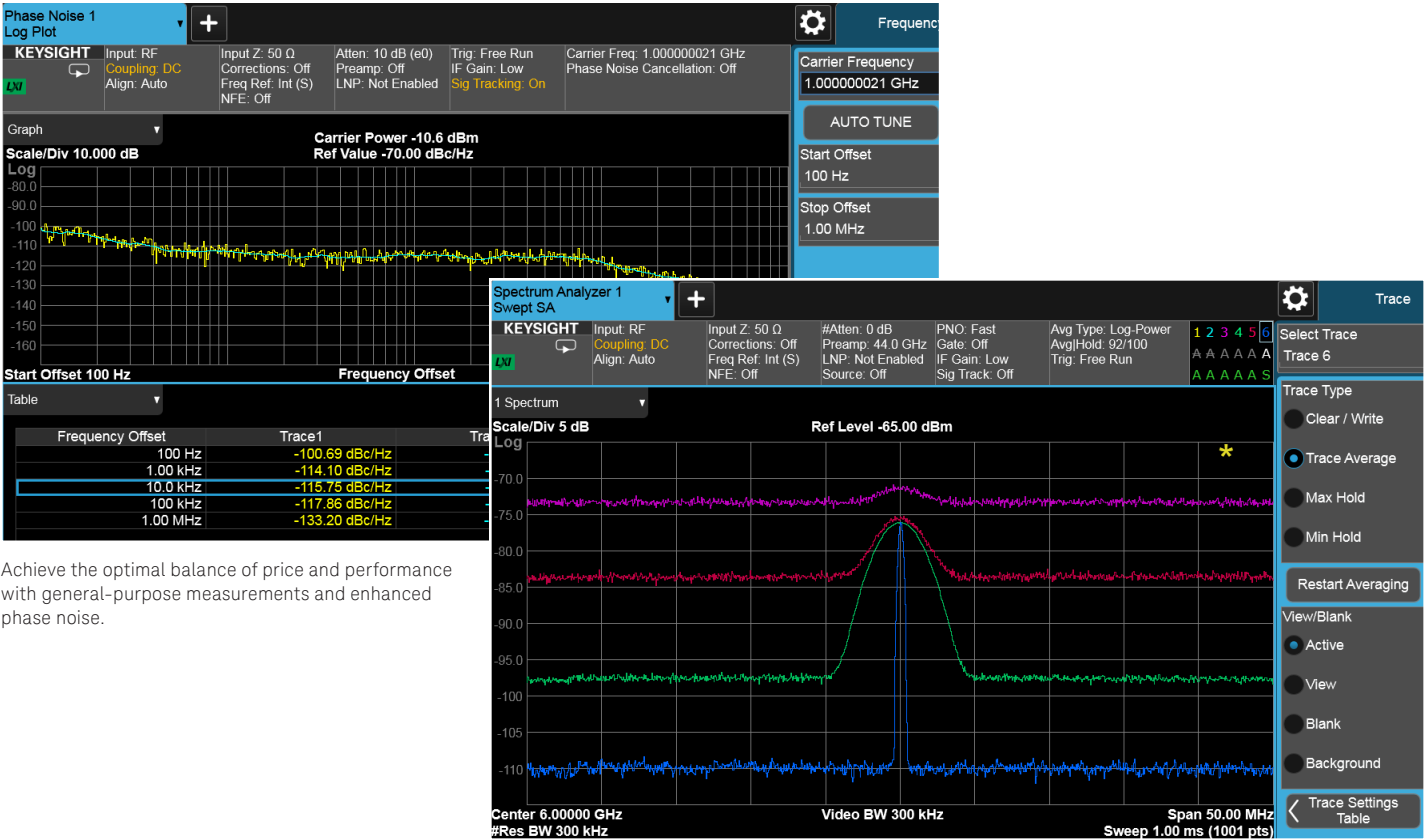 Phase Noise 1
Log Plot
Frequency
KEYSIGHT
LXI
Input: RF
Coupling: DC
Align: Auto
Input Z: 50 Ω
Corrections: Off
Freq Ref: Int (S)
NFE: Off
Atten: 10 dB (e0)
Preamp: Off
LNP: Not Enabled
Trig: Free Run
IF Gain: Low
Sig Tracking: On
Carrier Freq: 1.000000021 GHz
Phase Noise Cancellation: Off
Carrier Frequency
1.000000021 GHz
AUTO TUNE
Start Offset
100 Hz
Stop Offset
1.00 MHz
Graph
Scale/Div 10.000 dB
Carrier Power -10.6 dBm
Ref Value -70.00 dBc/Hz
Log
-80.0
-90.0
-100
-110
-120
-130
-140
-150
-160
Start Offset 100 Hz
Frequency Offset
Table
Frequency Offset Trace1 Tra
100 Hz -100.69 dBc/Hz -
1.00 kHz -114.10 dBc/Hz -
10.0 kHz -115.75 dBc/Hz -
100 kHz -117.86 dBc/Hz -
1.00 MHz -133.20 dBc/Hz -
Achieve the optimal balance of price and performance
with general-purpose measurements and enhanced
phase noise.
Spectrum Analyzer 1
Swept SA
Trace
KEYSIGHT
LXI
Input: RF
Coupling: DC
Align: Auto
Input Z: 50 Ω
Corrections: Off
Freq Ref: Int (S)
NFE: Off
#Atten: 0 dB
Preamp: 44.0 GHz
LNP: Not Enabled
Source: Off
PNO: Fast
Gate: Off
IF Gain: Low
Sig Track: Off
Avg Type: Log-Power
Avg|Hold: 92/100
Trig: Free Run
1 2 3 4 5 6
A A A A A A
A A A A A S
Select Trace
Trace 6
Trace Type
Clear / Write
Trace Average
Max Hold
Min Hold
Restart Averaging
View/Blank
Active
View
Blank
Background
Trace Settings
Table
1 Spectrum
Scale/Div 5 dB
Ref Level -65.00 dBm
Log
-70.0
-75.0
-80.0
-85.0
-90.0
-95.0
-100
-105
-110
Center 6.00000 GHz
#Res BW 300 kHz
Video BW 300 kHz
Span 50.00 MHz
Sweep 1.00 ms (1001 pts)